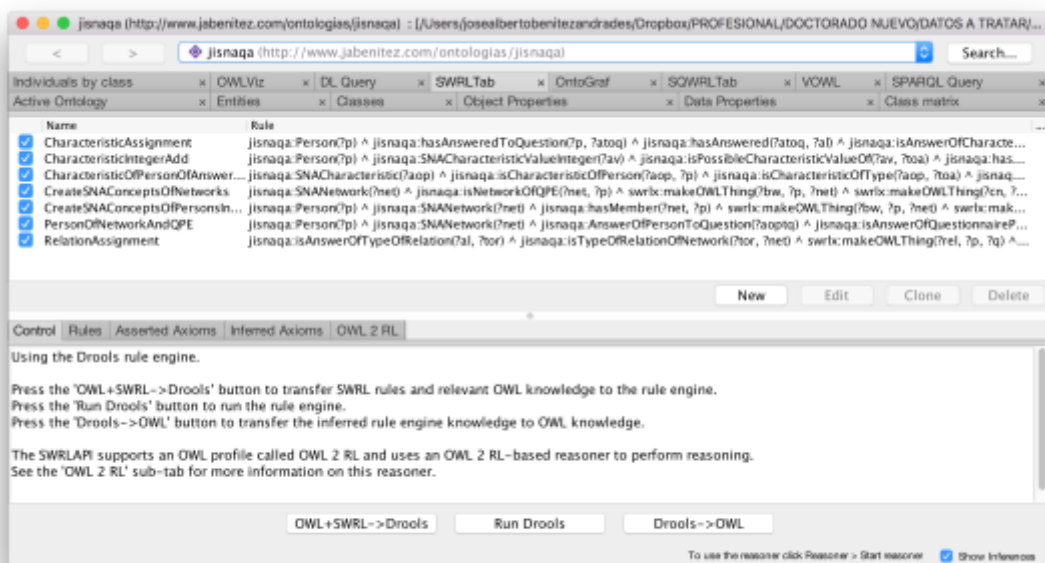 jisnaqa (http://www.jabenitez.com/ontologias/jisnaqa) : [/Users/josealbertobenitezandrades/Dropbox/PROFESIONAL/DOCTORADO NUEVO/DATOS A TRATAR/...
< > jisnaqa (http://www.jabenitez.com/ontologias/jisnaqa) Search...
Individuals by class × OWLViz × DL Query × SWRLTab × OntoGraf × SQWRLTab × VOWL × SPARQL Query ×
Active Ontology × Entities × Classes × Object Properties × Data Properties × Class matrix ×
Name Rule ...
CharacteristicAssignment jisnaqa:Person(?p) ^ jisnaqa:hasAnsweredToQuestion(?p, ?atoq) ^ jisnaqa:hasAnswered(?atoq, ?al) ^ jisnaqa:isAnswerOfCharacte...
CharacteristicIntegerAdd jisnaqa:Person(?p) ^ jisnaqa:SNACharacteristicValueInteger(?av) ^ jisnaqa:isPossibleCharacteristicValueOf(?av, ?toa) ^ jisnaqa:has...
CharacteristicOfPersonOfAnswer... jisnaqa:SNACharacteristic(?aop) ^ jisnaqa:isCharacteristicOfPerson(?aop, ?p) ^ jisnaqa:isCharacteristicOfType(?aop, ?toa) ^ jisnaq...
CreateSNAConceptsOfNetworks jisnaqa:SNANetwork(?net) ^ jisnaqa:isNetworkOfQPE(?net, ?p) ^ swrlx:makeOWLThing(?bw, ?p, ?net) ^ swrlx:makeOWLThing(?cn, ?...
CreateSNAConceptsOfPersonsIn... jisnaqa:Person(?p) ^ jisnaqa:SNANetwork(?net) ^ jisnaqa:hasMember(?net, ?p) ^ swrlx:makeOWLThing(?bw, ?p, ?net) ^ swrlx:mak...
PersonOfNetworkAndQPE jisnaqa:Person(?p) ^ jisnaqa:SNANetwork(?net) ^ jisnaqa:AnswerOfPersonToQuestion(?aoptq) ^ jisnaqa:isAnswerOfQuestionnaireP...
RelationAssignment jisnaqa:isAnswerOfTypeOfRelation(?al, ?tor) ^ jisnaqa:isTypeOfRelationOfNetwork(?tor, ?net) ^ swrlx:makeOWLThing(?rel, ?p, ?q) ^...
New Edit Clone Delete
Control Rules Asserted Axioms Inferred Axioms OWL 2 RL
Using the Drools rule engine.
Press the 'OWL+SWRL->Drools' button to transfer SWRL rules and relevant OWL knowledge to the rule engine.
Press the 'Run Drools' button to run the rule engine.
Press the 'Drools->OWL' button to transfer the inferred rule engine knowledge to OWL knowledge.
The SWRLAPI supports an OWL profile called OWL 2 RL and uses an OWL 2 RL-based reasoner to perform reasoning.
See the 'OWL 2 RL' sub-tab for more information on this reasoner.
OWL+SWRL->Drools Run Drools Drools->OWL
To use the reasoner click Reasoner > Start reasoner Show Inferences